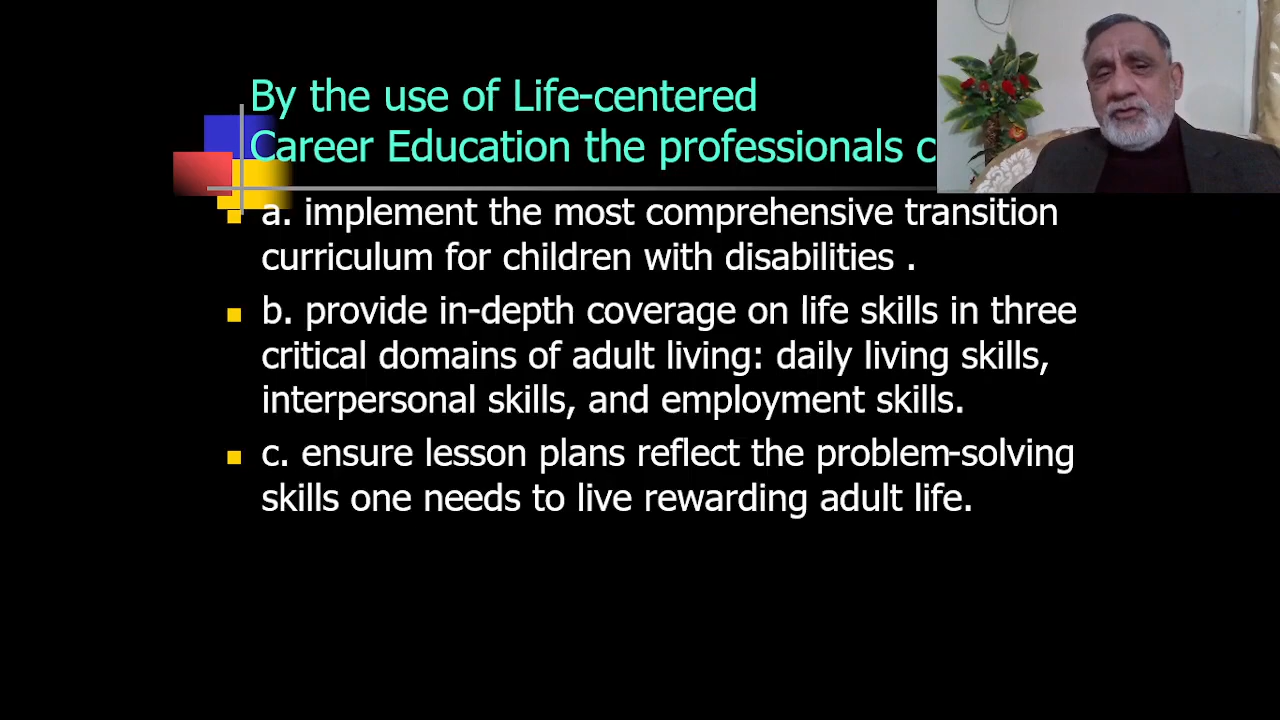 By the use of Life-centered
Career Education the professionals c
a. implement the most comprehensive transition
curriculum for children with disabilities .
b. provide in-depth coverage on life skills in three
critical domains of adult living: daily living skills,
interpersonal skills, and employment skills.
c. ensure lesson plans reflect the problem-solving
skills one needs to live rewarding adult life.